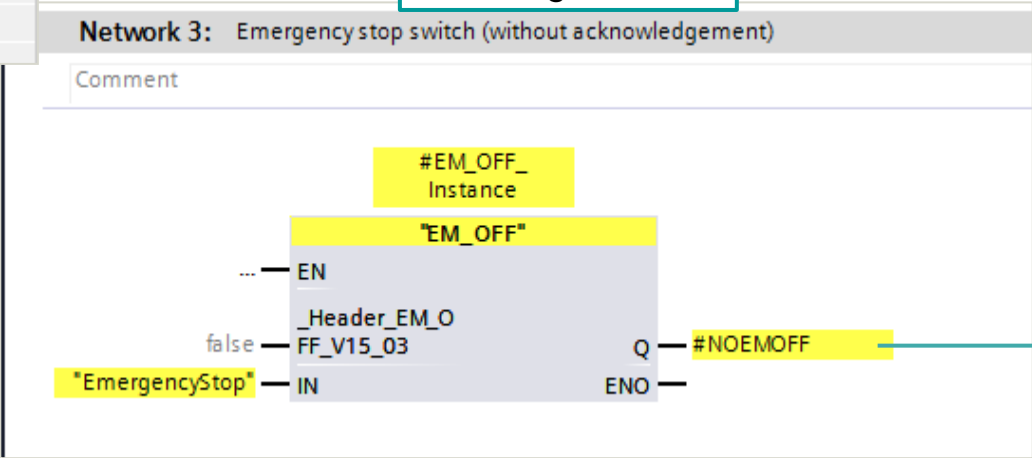 Network 3: Emergency stop switch (without acknowledgement)
Comment
#EM_OFF_
Instance
"EM_OFF"
... EN
_Header_EM_O
false FF_V15_03 Q #NOEMOFF
"EmergencyStop" IN ENO